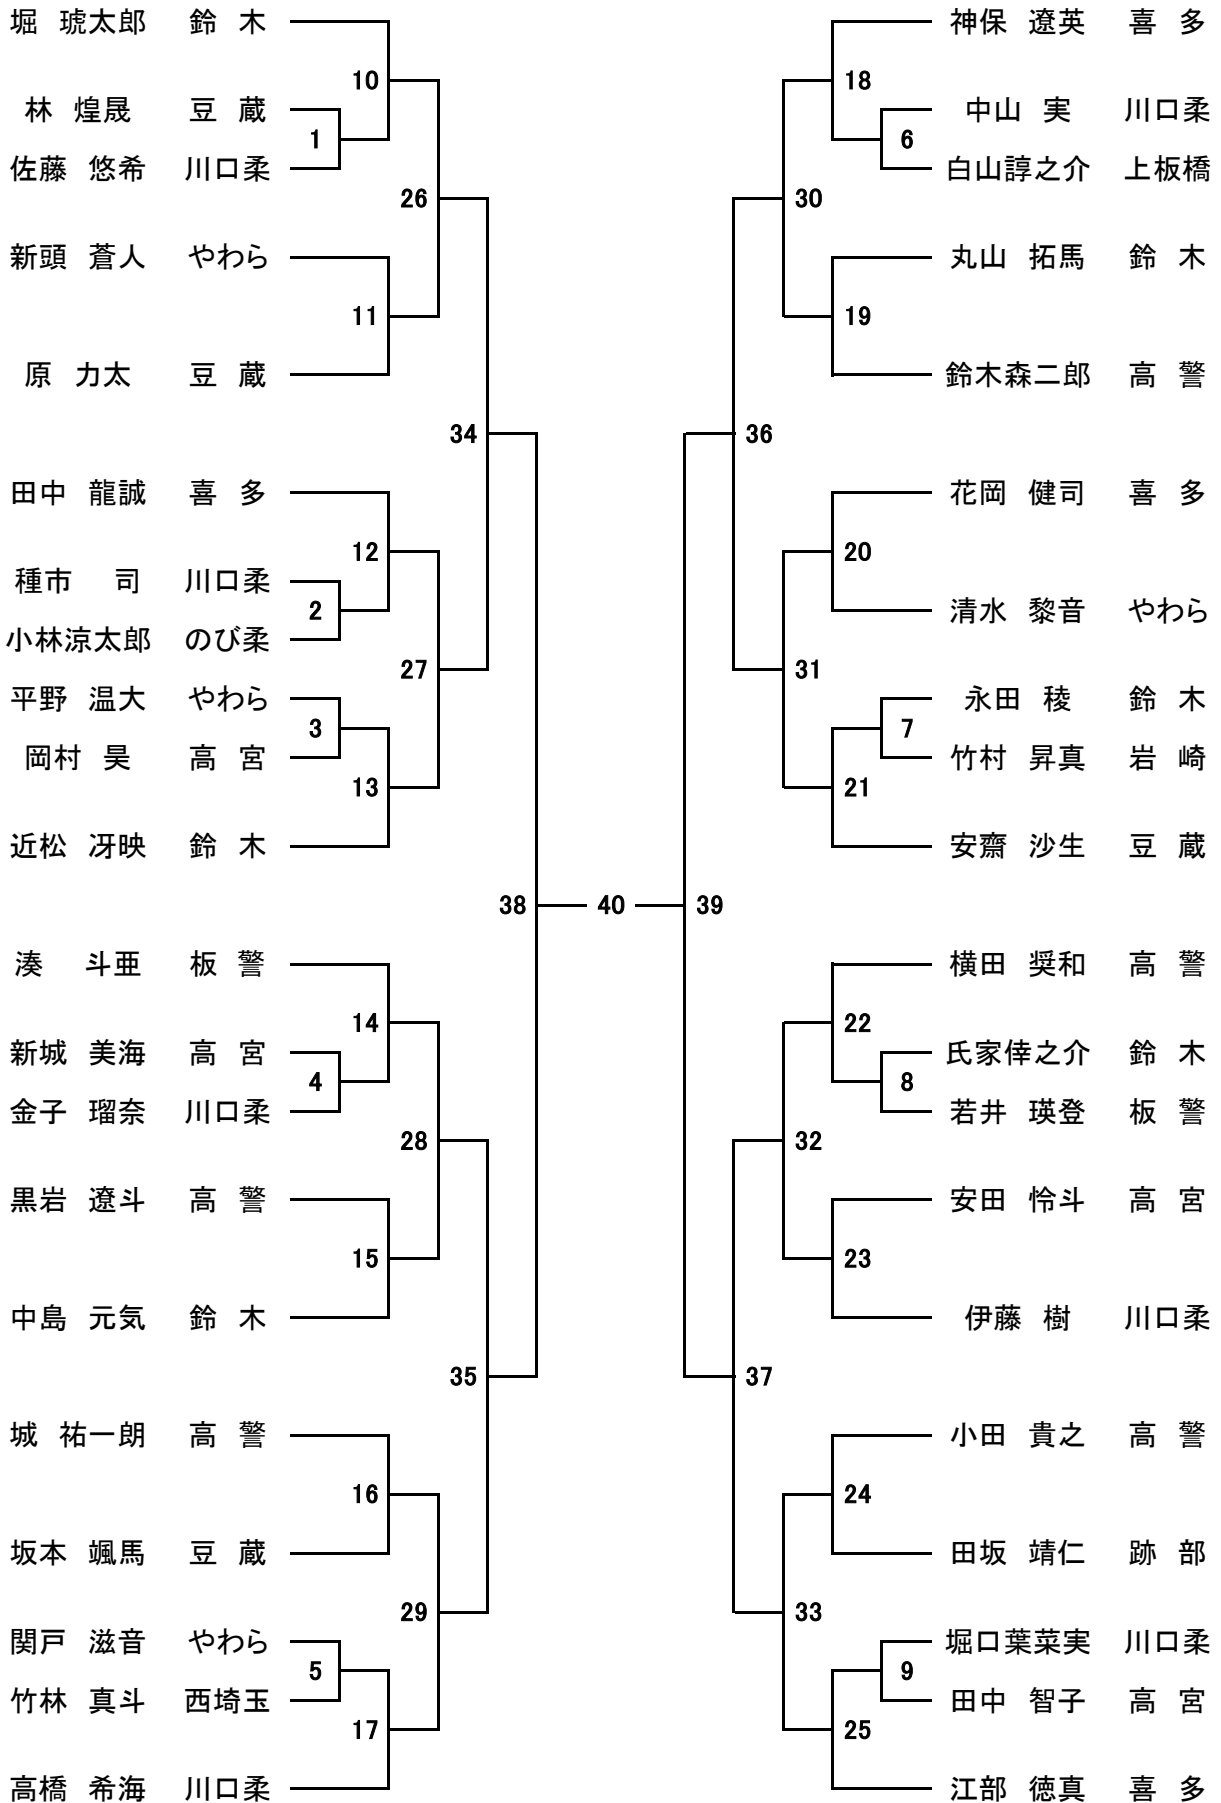 堀 琥太郎 鈴 木
10
林 煌晟 豆 蔵
1
佐藤 悠希 川口柔
26
新頭 蒼人 やわら
11
原 力太 豆 蔵
34
田中 龍誠 喜 多
12
種市 司 川口柔
2
小林涼太郎 のび柔
27
平野 温大 やわら
3
岡村 昊 高 宮
13
近松 冴映 鈴 木
38
湊 斗亜 板 警
14
新城 美海 高 宮
4
金子 瑠奈 川口柔
28
黒岩 遼斗 高 警
15
中島 元気 鈴 木
35
城 祐一朗 高 警
16
坂本 颯馬 豆 蔵
29
関戸 滋音 やわら
5
竹林 真斗 西埼玉
17
高橋 希海 川口柔
40
神保 遼英 喜 多
18
中山 実 川口柔
6
白山諄之介 上板橋
30
丸山 拓馬 鈴 木
19
鈴木森二郎 高 警
36
花岡 健司 喜 多
20
清水 黎音 やわら
31
永田 稜 鈴 木
7
竹村 昇真 岩 崎
21
安齋 沙生 豆 蔵
39
横田 奨和 高 警
22
氏家倖之介 鈴 木
8
若井 瑛登 板 警
32
安田 怜斗 高 宮
23
伊藤 樹 川口柔
37
小田 貴之 高 警
24
田坂 靖仁 跡 部
33
堀口葉菜実 川口柔
9
田中 智子 高 宮
25
江部 徳真 喜 多